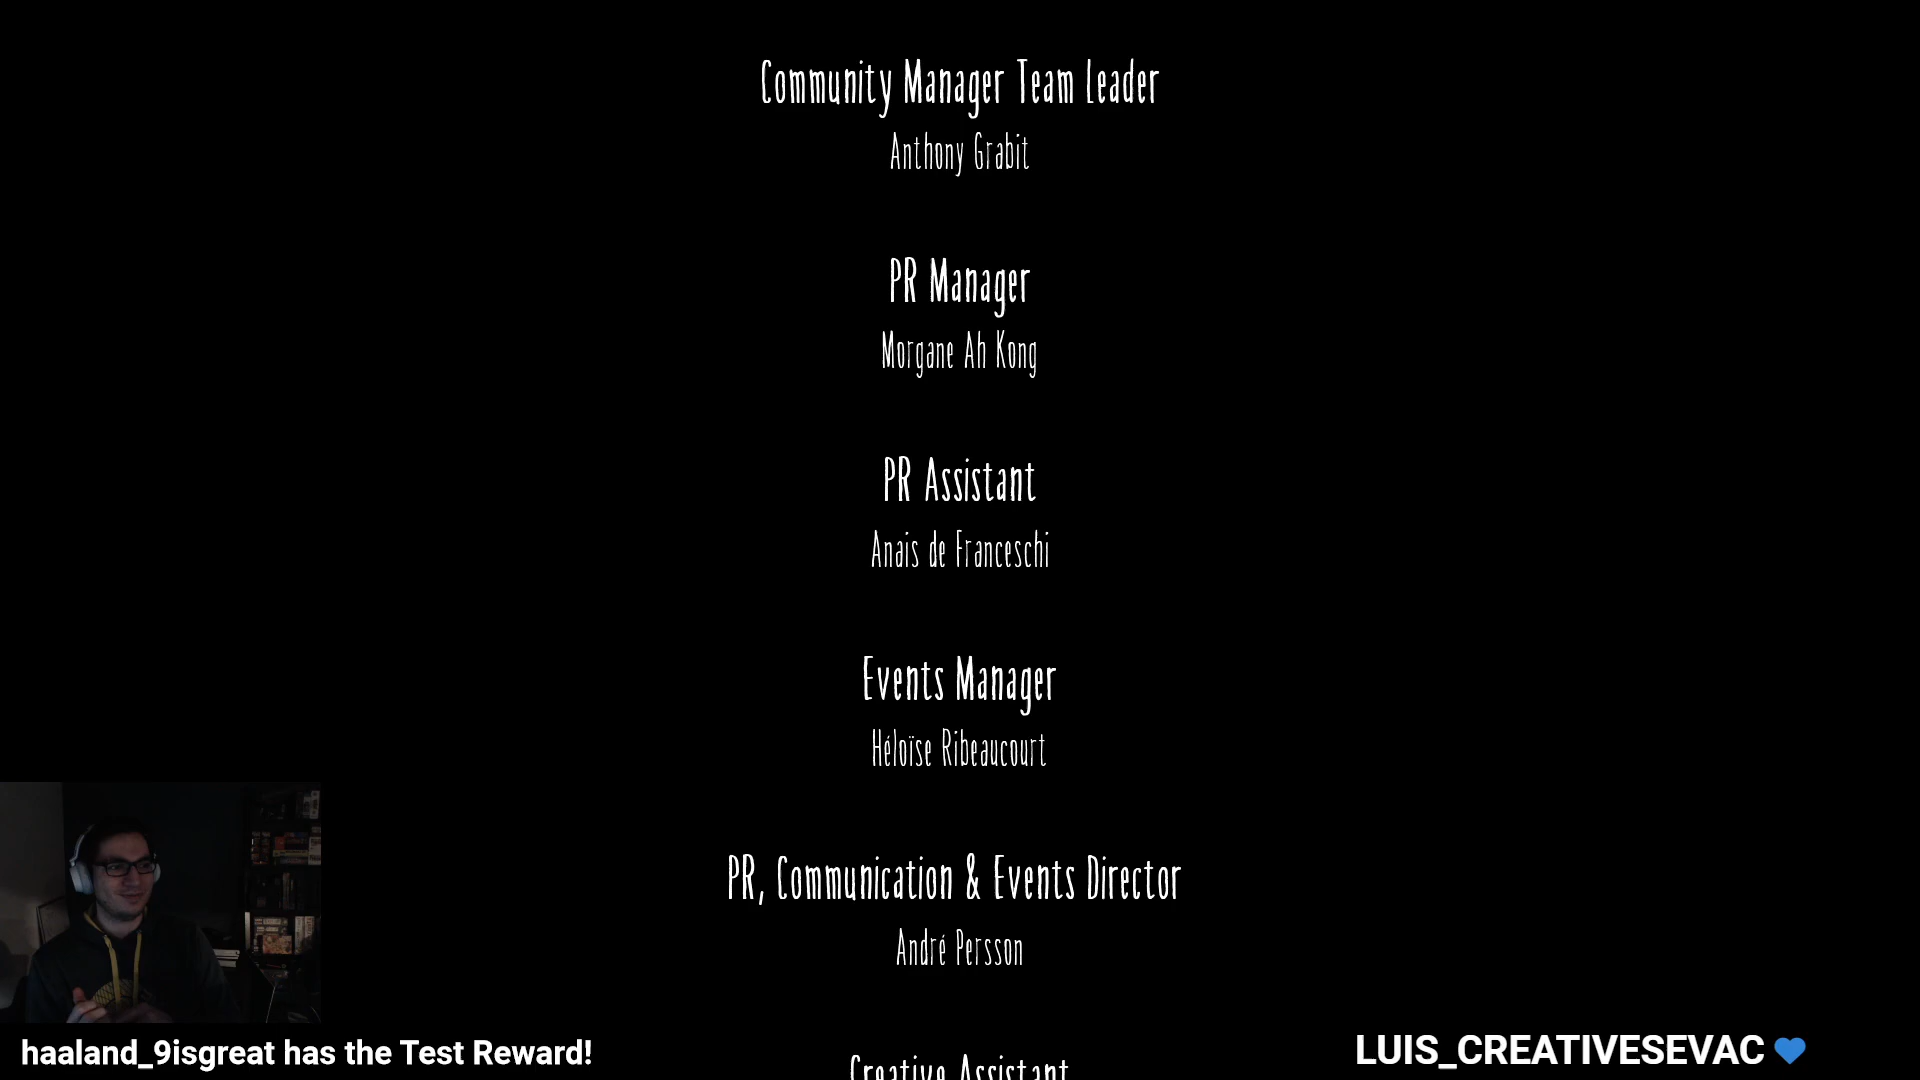 Community Manager Team Leader
Anthony Grabit
PR Manager
Morgane Ah Kong
PR Assistant
Anais de Franceschi
Events Manager
Héloïse Ribeaucourt
PR, Communication & Events Director
André Persson
Creative Assistant
haaland_9isgreat has the Test Reward!
LUIS_CREATIVESEVAC